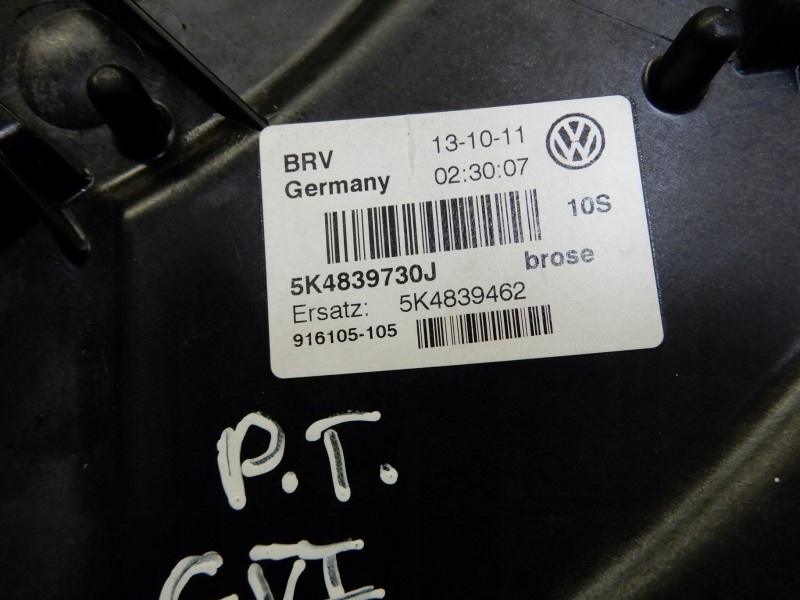 BRV 13-10-11
Germany 02:30:07
10S
brose
5K4839730J
Ersatz: 5K4839462
916105-105
P.T.
GVI